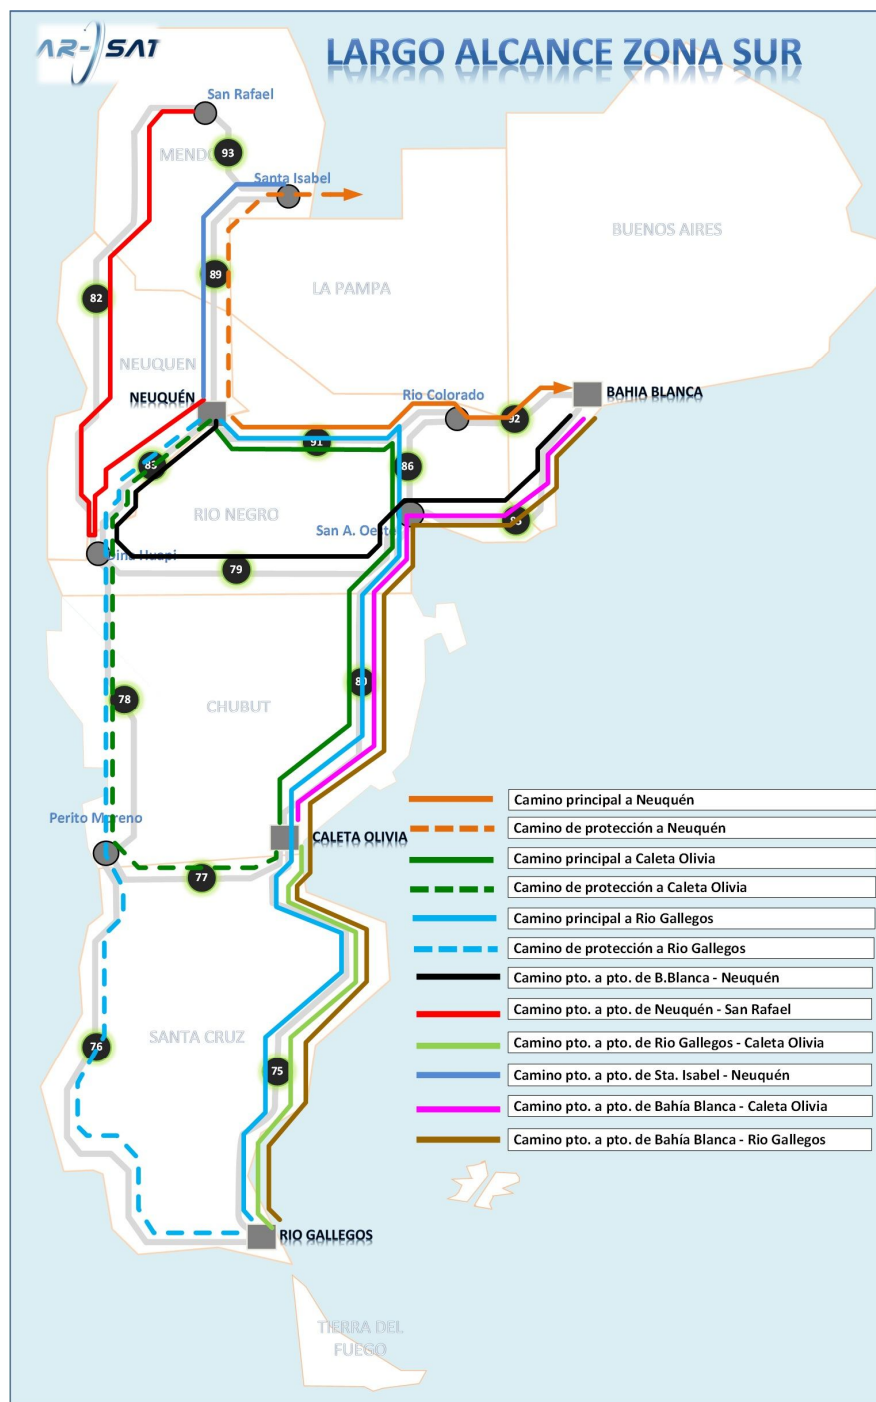 AR-SAT
LARGO ALCANCE ZONA SUR
San Rafael
93
MENDO
Santa Isabel
BUENOS AIRES
89
LA PAMPA
82
NEUQUEN
NEUQUÉN
Rio Colorado
BAHIA BLANCA
92
91
83
86
RIO NEGRO
San A. Oeste
Dina Huapi
79
80
78
CHUBUT
Perito Moreno
CALETA OLIVIA
77
SANTA CRUZ
76
75
RIO GALLEGOS
TIERRA DEL
FUEGO
Camino principal a Neuquén
Camino de protección a Neuquén
Camino principal a Caleta Olivia
Camino de protección a Caleta Olivia
Camino principal a Rio Gallegos
Camino de protección a Rio Gallegos
Camino pto. a pto. de B.Blanca - Neuquén
Camino pto. a pto. de Neuquén - San Rafael
Camino pto. a pto. de Rio Gallegos - Caleta Olivia
Camino pto. a pto. de Sta. Isabel - Neuquén
Camino pto. a pto. de Bahía Blanca - Caleta Olivia
Camino pto. a pto. de Bahía Blanca - Rio Gallegos